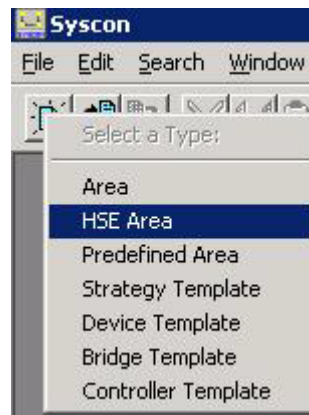 Syscon
File Edit Search Window
Select a Type:
Area
HSE Area
Predefined Area
Strategy Template
Device Template
Bridge Template
Controller Template